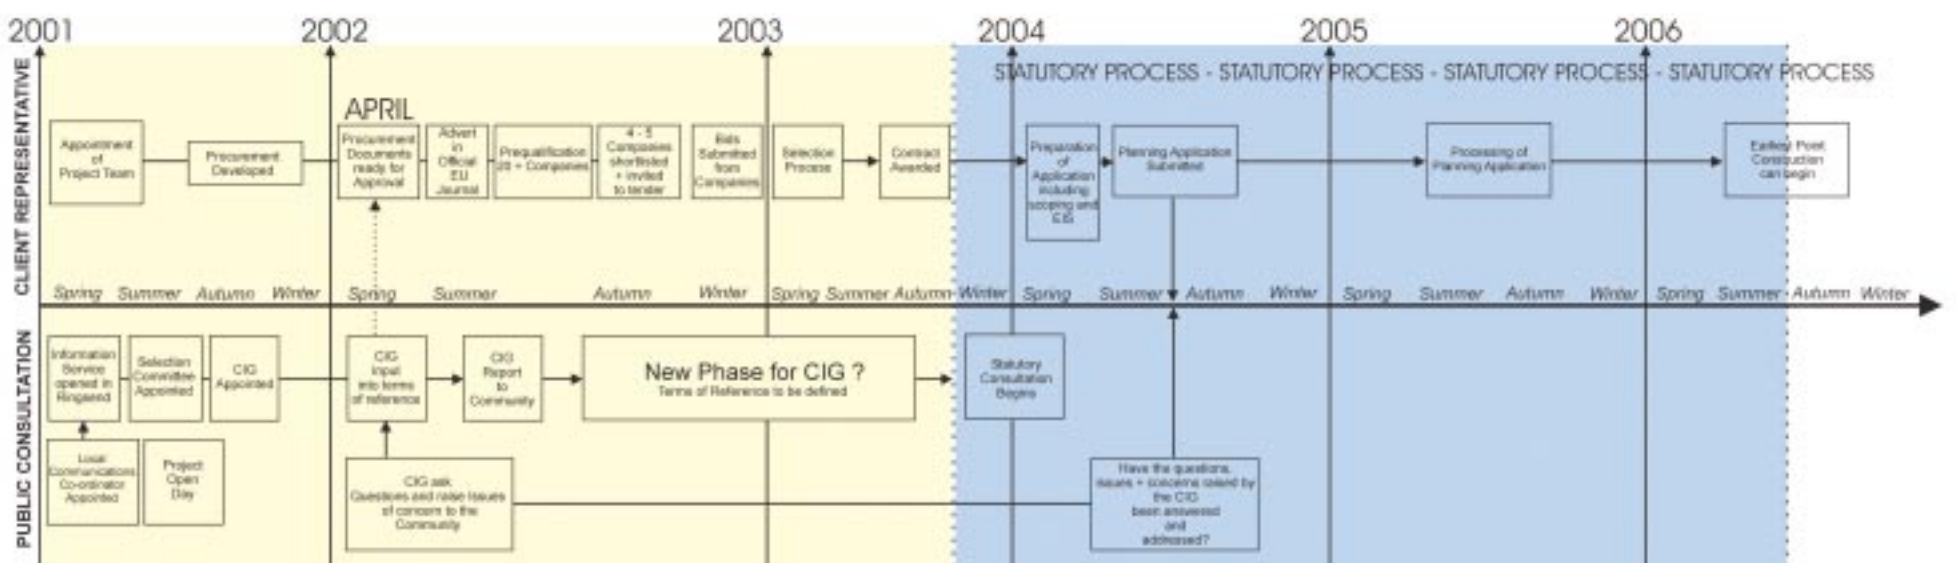 2001 2002 2003 2004 2005 2006
STATUTORY PROCESS - STATUTORY PROCESS - STATUTORY PROCESS - STATUTORY PROCESS
CLIENT REPRESENTATIVE
APRIL
Appointment
of
Project Team
Procurement
Developed
Procurement
Documents
ready for
Approval
Advert
in
Official
EU
Journal
Prequalification
20 + Companies
4 - 5
Companies
shortlisted
+ invited
to tender
Bids
Submitted
from
Companies
Selection
Process
Contract
Awarded
Preparation
of
Application
including
scoping and
EIS
Planning Application
Submitted
Processing of
Planning Application
Earliest Point
Construction
can begin
Spring Summer Autumn Winter Spring Summer Autumn Winter Spring Summer Autumn Winter Spring Summer Autumn Winter Spring Summer Autumn Winter Spring Summer Autumn Winter
PUBLIC CONSULTATION
Information
Service
opened in
Ringsend
Selection
Committee
Appointed
CIG
Appointed
CIG
input
into terms
of reference
CIG
Report
to
Community
New Phase for CIG ?
Terms of Reference to be defined
Statutory
Consultation
Begins
Local
Communications
Co-ordinator
Appointed
Project
Open
Day
CIG ask
Questions and raise Issues
of concern to the
Community
Have the questions,
issues + concerns raised by
the CIG
been answered
and
addressed?